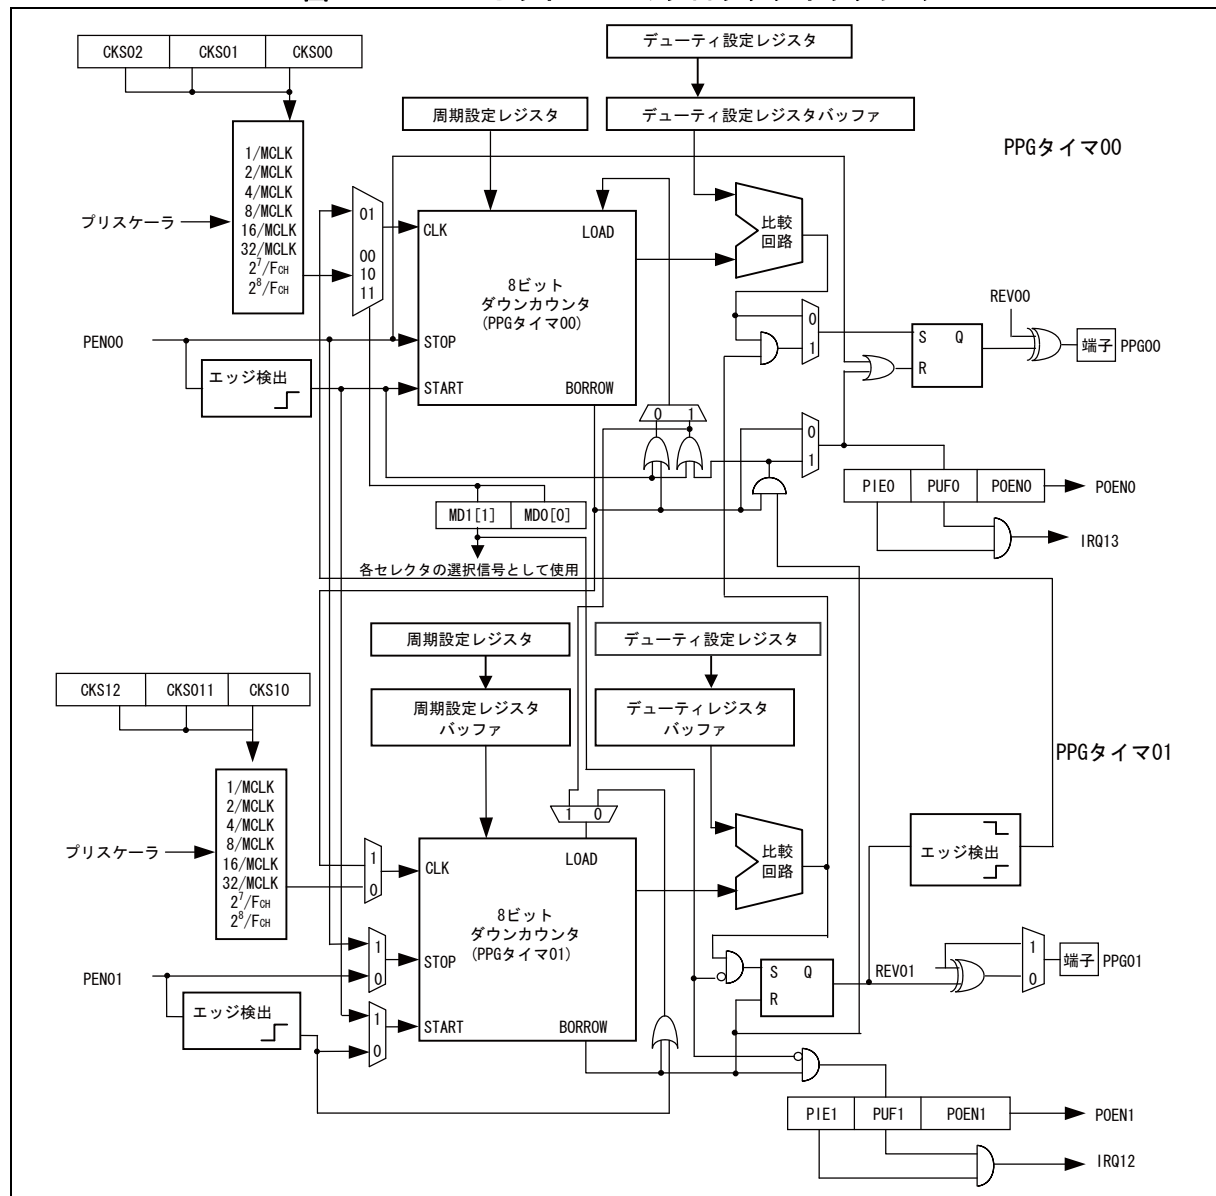 CKS02 CKS01 CKS00
デューティ設定レジスタ
周期設定レジスタ
デューティ設定レジスタバッファ
PPGタイマ00
1/MCLK
2/MCLK
4/MCLK
8/MCLK
16/MCLK
32/MCLK
2⁷/FCH
2⁸/FCH
プリスケーラ
01
00
10
11
CLK
LOAD
8ビット
ダウンカウンタ
(PPGタイマ00)
STOP
START
BORROW
比較
回路
PEN00
エッジ検出
0
1
S Q
R
REV00
端子 PPG00
0 1
0
1
PIE0 PUF0 POEN0
POEN0
IRQ13
MD1[1] MD0[0]
各セレクタの選択信号として使用
周期設定レジスタ
デューティ設定レジスタ
CKS12 CKS011 CKS10
周期設定レジスタ
バッファ
デューティレジスタ
バッファ
PPGタイマ01
1/MCLK
2/MCLK
4/MCLK
8/MCLK
16/MCLK
32/MCLK
2⁷/FCH
2⁸/FCH
プリスケーラ
1 0
1
0
CLK
LOAD
8ビット
ダウンカウンタ
(PPGタイマ01)
STOP
START
BORROW
比較
回路
エッジ検出
1
0
PEN01
エッジ検出
1
0
S Q
R
REV01
1
0
端子 PPG01
PIE1 PUF1 POEN1
POEN1
IRQ12